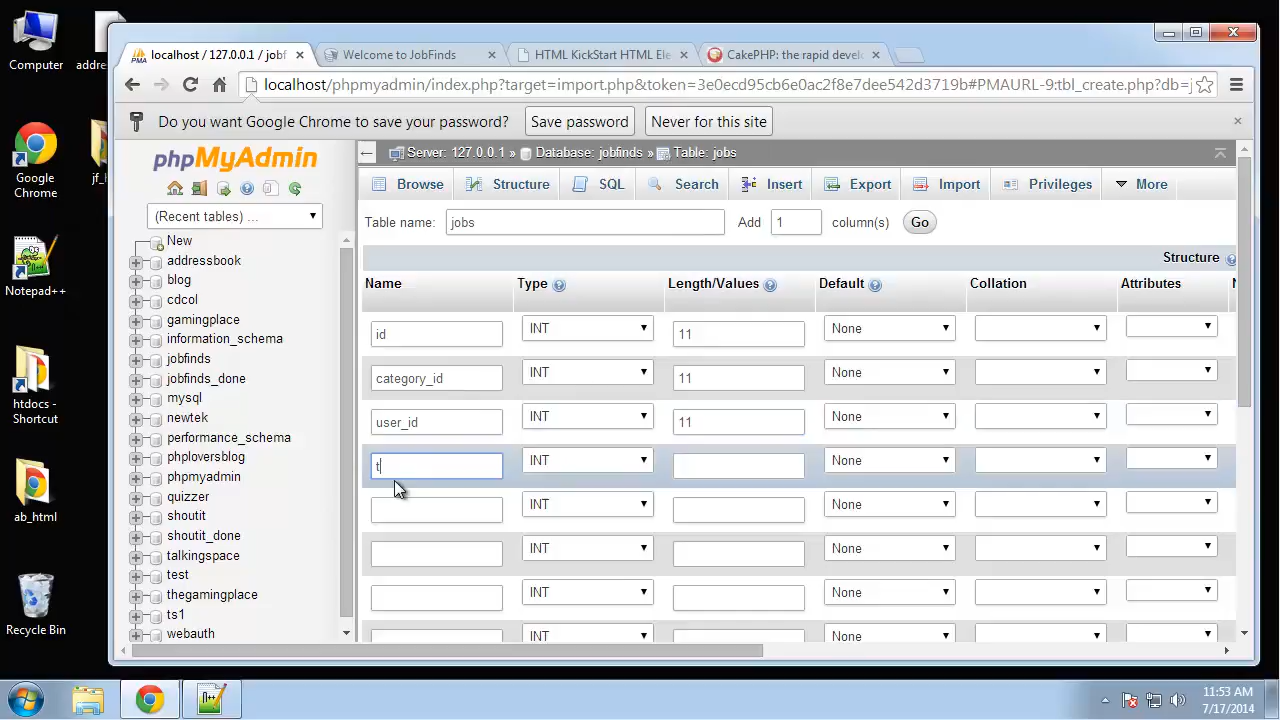 Computer
addre
Google
Chrome
jf_h
Notepad++
htdocs -
Shortcut
ab_html
Recycle Bin
localhost / 127.0.0.1 / jobf
Welcome to JobFinds
HTML KickStart HTML Ele
CakePHP: the rapid develo
localhost/phpmyadmin/index.php?target=import.php&token=3e0ecd95cb6e0ac2f8e7dee542d3719b#PMAURL-9:tbl_create.php?db=j
Do you want Google Chrome to save your password?
Save password
Never for this site
phpMyAdmin
(Recent tables) ...
New
addressbook
blog
cdcol
gamingplace
information_schema
jobfinds
jobfinds_done
mysql
newtek
performance_schema
phploversblog
phpmyadmin
quizzer
shoutit
shoutit_done
talkingspace
test
thegamingplace
ts1
webauth
Server: 127.0.0.1 » Database: jobfinds » Table: jobs
Browse Structure SQL Search Insert Export Import Privileges More
Table name: jobs Add 1 column(s) Go
Structure
Name Type Length/Values Default Collation Attributes N
id INT 11 None
category_id INT 11 None
user_id INT 11 None
t INT None
INT None
INT None
INT None
INT None
11:53 AM
7/17/2014